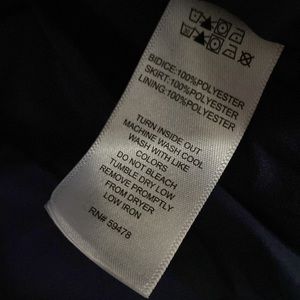 BIDICE:100%POLYESTER
SKIRT:100%POLYESTER
LINING:100%POLYESTER
TURN INSIDE OUT
MACHINE WASH COOL
WASH WITH LIKE
COLORS
DO NOT BLEACH
TUMBLE DRY LOW
REMOVE PROMPTLY
FROM DRYER
LOW IRON
RN# 59478